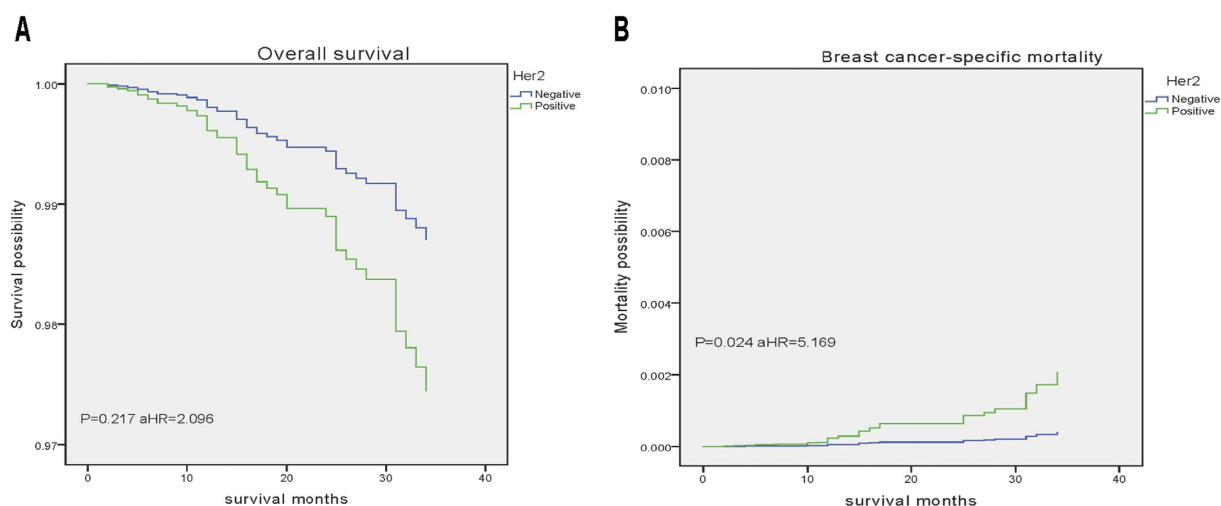 A
Overall survival
Her2
Negative
Positive
1.00
0.99
0.98
0.97
Survival possibility
P=0.217 aHR=2.096
0
10
20
30
40
survival months
B
Breast cancer-specific mortality
Her2
Negative
Positive
0.010
0.008
0.006
0.004
0.002
0.000
Mortality possibility
P=0.024 aHR=5.169
0
10
20
30
40
survival months